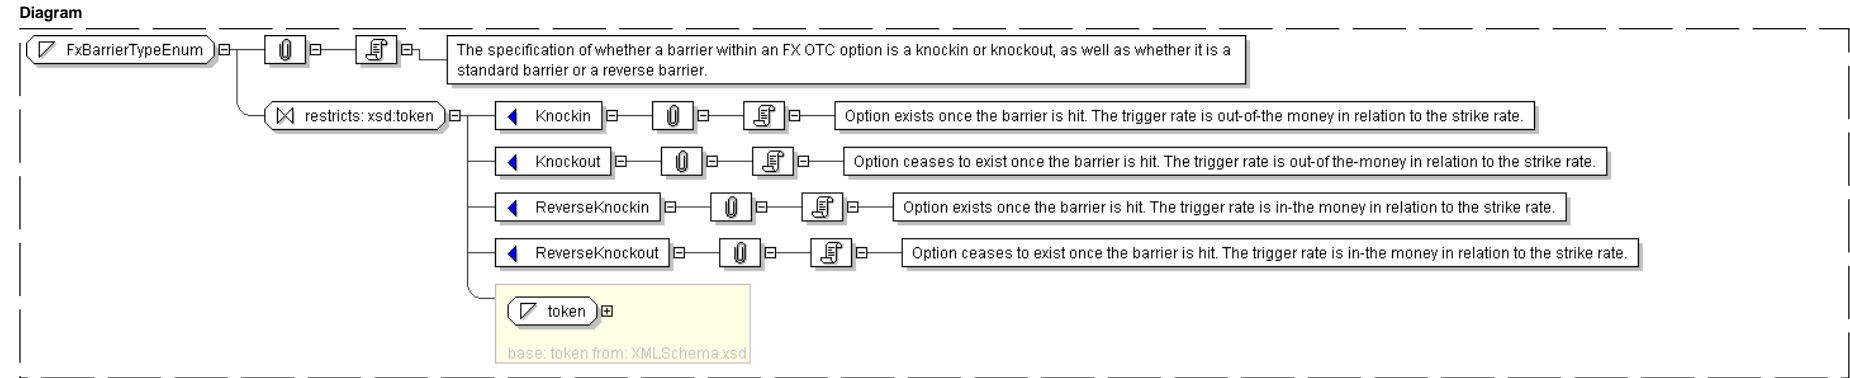 Diagram
FxBarrierTypeEnum
The specification of whether a barrier within an FX OTC option is a knockin or knockout, as well as whether it is a
standard barrier or a reverse barrier.
restricts: xsd:token
Knockin
Option exists once the barrier is hit. The trigger rate is out-of-the money in relation to the strike rate.
Knockout
Option ceases to exist once the barrier is hit. The trigger rate is out-of the-money in relation to the strike rate.
ReverseKnockin
Option exists once the barrier is hit. The trigger rate is in-the money in relation to the strike rate.
ReverseKnockout
Option ceases to exist once the barrier is hit. The trigger rate is in-the money in relation to the strike rate.
token
base: token from: XMLSchema.xsd